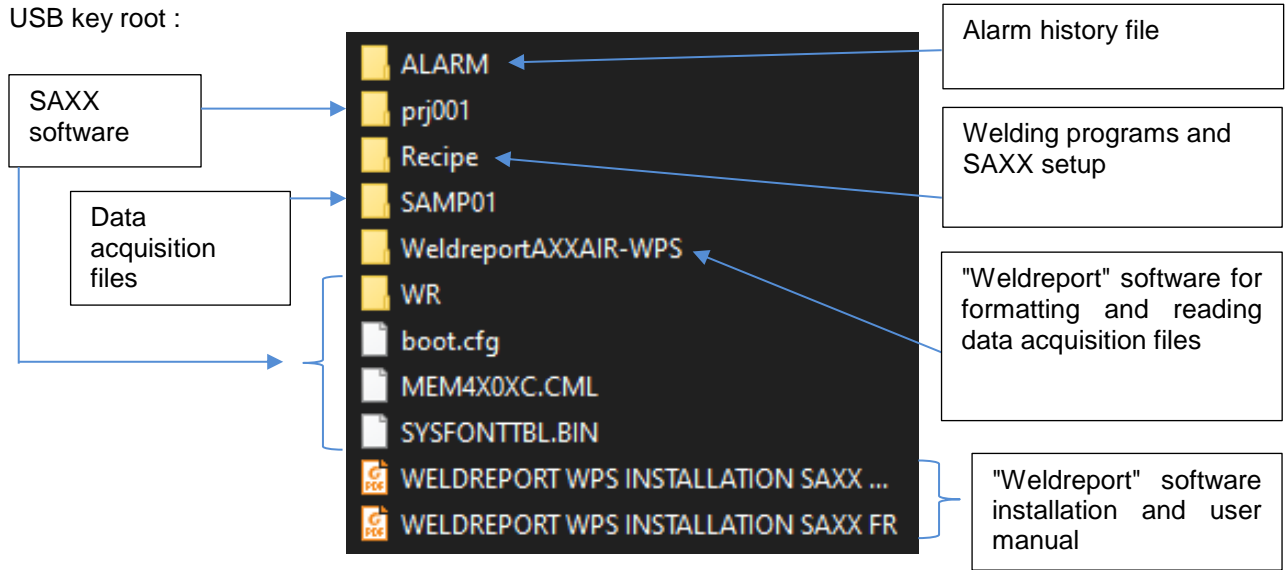 USB key root :
SAXX
software
Data
acquisition
files
ALARM
prj001
Recipe
SAMP01
WeldreportAXXAIR-WPS
WR
boot.cfg
MEM4X0XC.CML
SYSFONTTBL.BIN
WELDREPORT WPS INSTALLATION SAXX ...
WELDREPORT WPS INSTALLATION SAXX FR
Alarm history file
Welding programs and
SAXX setup
"Weldreport" software for
formatting and reading
data acquisition files
"Weldreport" software
installation and user
manual